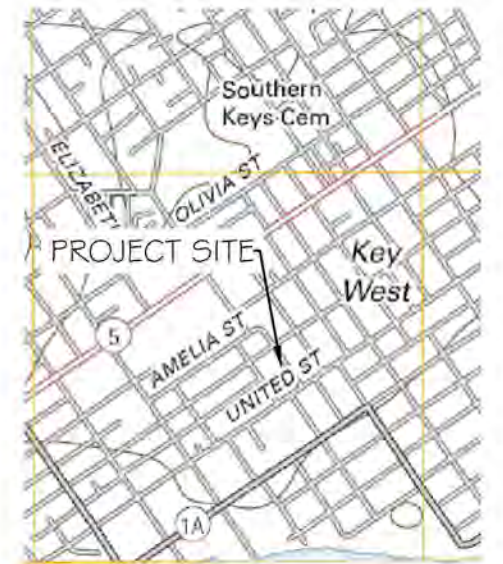 Southern
Keys Cem
ELIZABET
OLIVIA ST
PROJECT SITE
Key
West
5
AMELIA ST
UNITED ST
1A